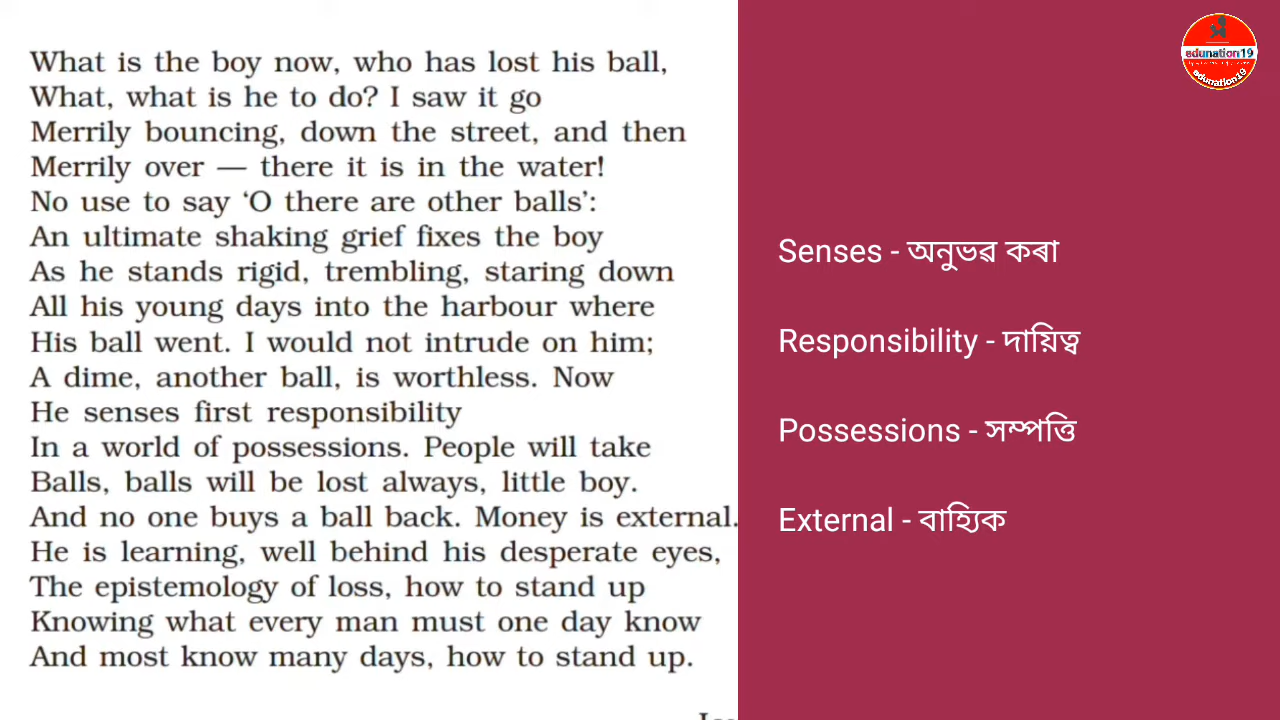 What is the boy now, who has lost his ball,
What, what is he to do? I saw it go
Merrily bouncing, down the street, and then
Merrily over — there it is in the water!
No use to say ‘O there are other balls’:
An ultimate shaking grief fixes the boy
As he stands rigid, trembling, staring down
All his young days into the harbour where
His ball went. I would not intrude on him;
A dime, another ball, is worthless. Now
He senses first responsibility
In a world of possessions. People will take
Balls, balls will be lost always, little boy.
And no one buys a ball back. Money is external.
He is learning, well behind his desperate eyes,
The epistemology of loss, how to stand up
Knowing what every man must one day know
And most know many days, how to stand up.
edunation19
edunation19
Senses - অনুভৱ কৰা
Responsibility - দায়িত্ব
Possessions - সম্পত্তি
External - বাহ্যিক